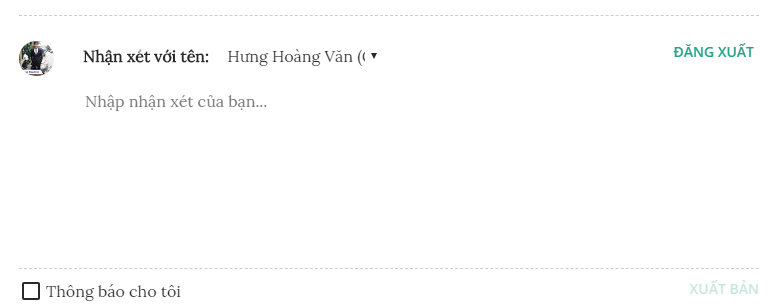 Nhận xét với tên: Hưng Hoàng Văn (
ĐĂNG XUẤT
Nhập nhận xét của bạn...
Thông báo cho tôi
XUẤT BẢN